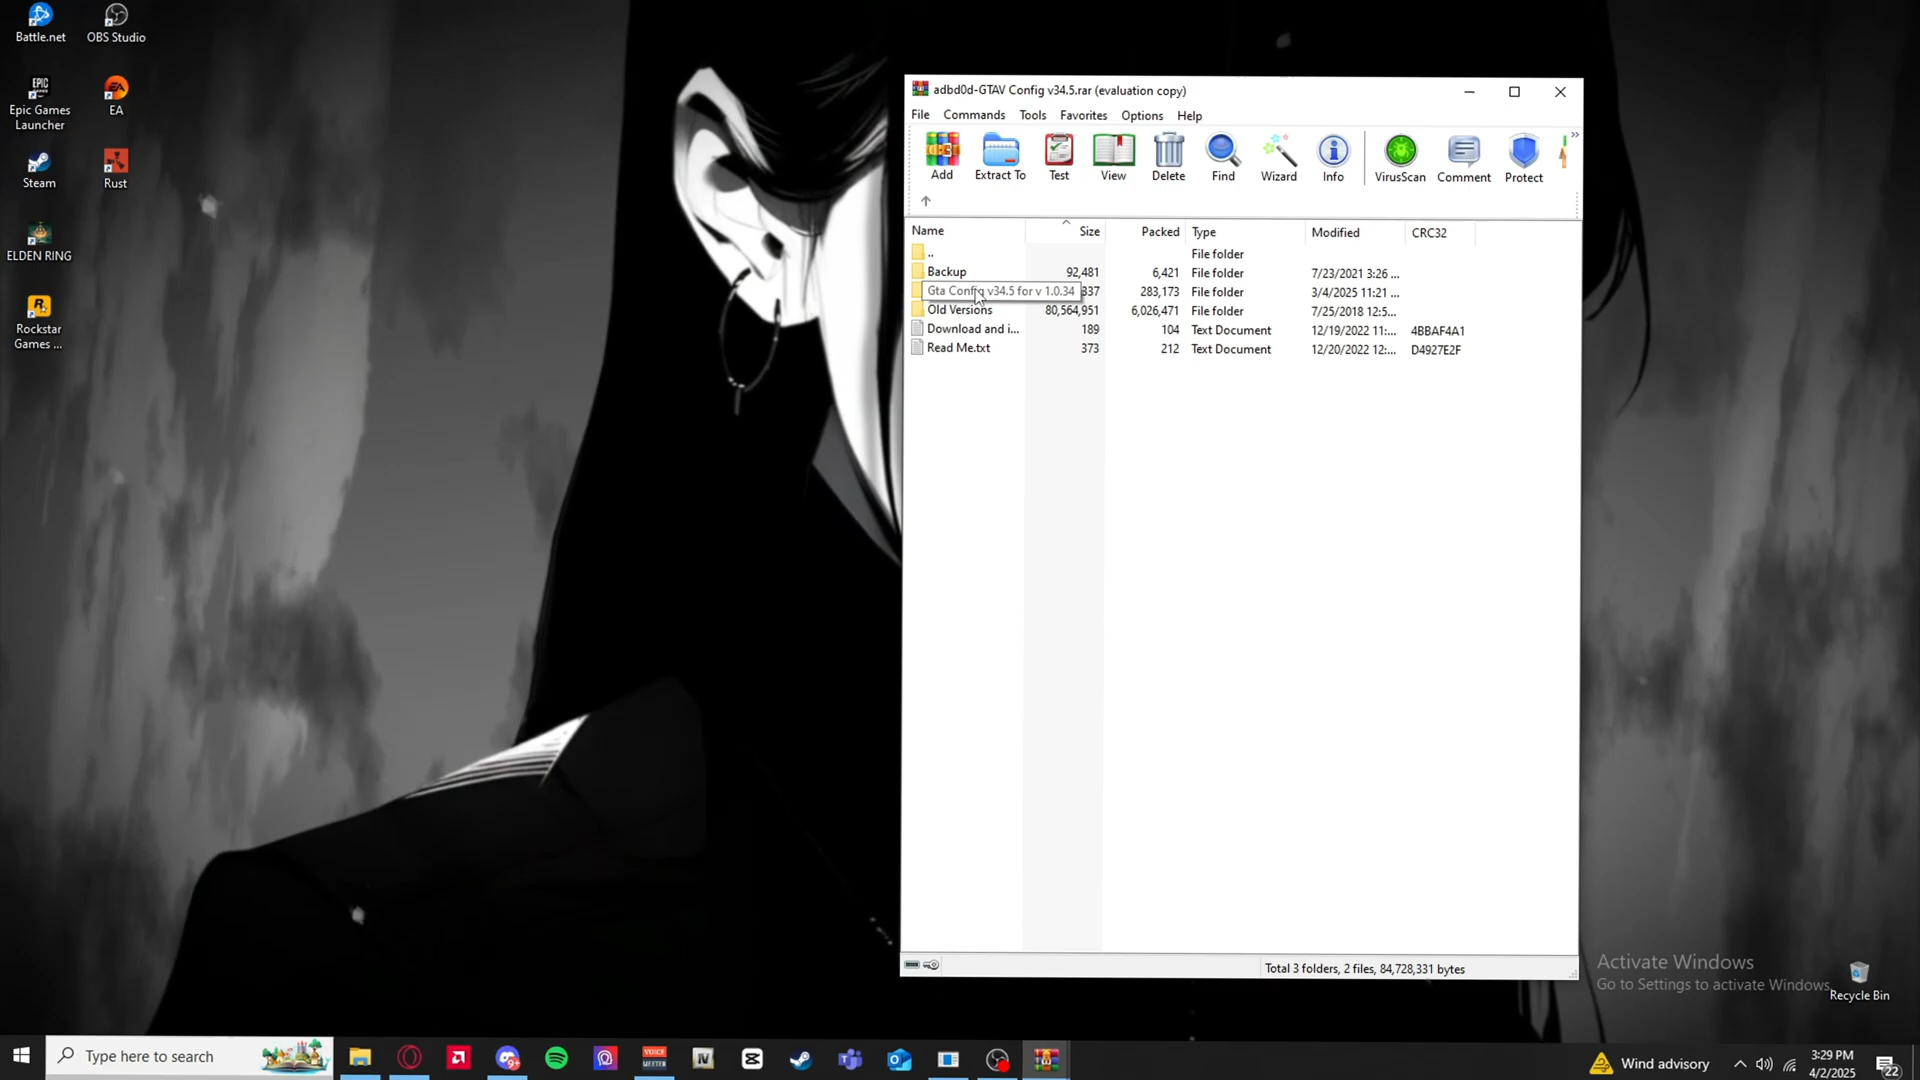 Battle.net
OBS Studio
Epic Games
Launcher
EA
Steam
Rust
ELDEN RING
Rockstar
Games ...
adbd0d-GTAV Config v34.5.rar (evaluation copy)
File Commands Tools Favorites Options Help
Add Extract To Test View Delete Find Wizard Info VirusScan Comment Protect
Name Size Packed Type Modified CRC32
.. File folder
Backup 92,481 6,421 File folder 7/23/2021 3:26 ...
Gta Config v34.5 for v 1.0.34 337 283,173 File folder 3/4/2025 11:21 ...
Old Versions 80,564,951 6,026,471 File folder 7/25/2018 12:5...
Download and i... 189 104 Text Document 12/19/2022 11:... 4BBAF4A1
Read Me.txt 373 212 Text Document 12/20/2022 12:... D4927E2F
Total 3 folders, 2 files, 84,728,331 bytes
Activate Windows
Go to Settings to activate Windows.
Recycle Bin
Type here to search
VOICE
MEETER
9+
Wind advisory
3:29 PM
4/2/2025
22